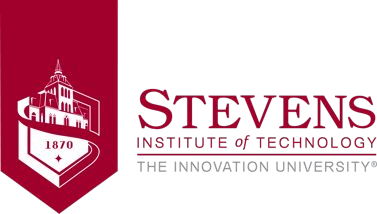 1870
STEVENS
INSTITUTE of TECHNOLOGY
THE INNOVATION UNIVERSITY®